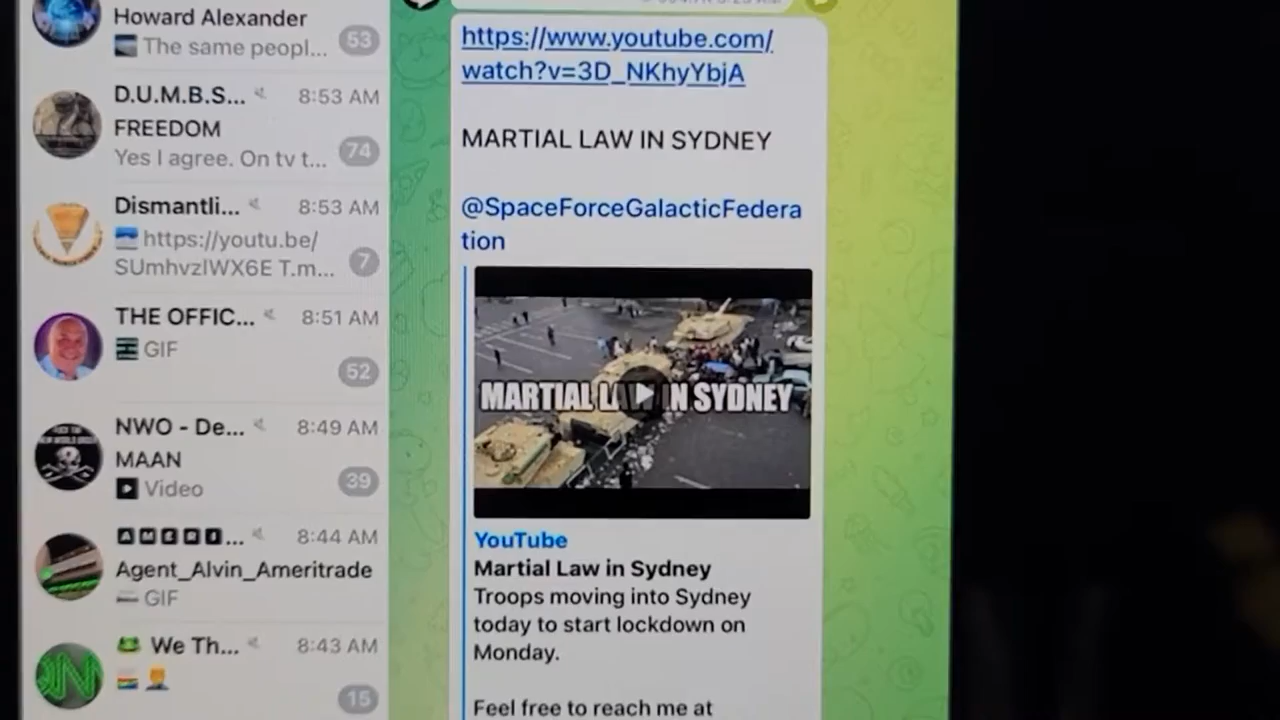 Howard Alexander
The same peopl... 53
D.U.M.B.S... 8:53 AM
FREEDOM
Yes I agree. On tv t... 74
Dismantli... 8:53 AM
https://youtu.be/ 7
SUmhvzIWX6E T.m...
THE OFFIC... 8:51 AM
GIF
52
NWO - De... 8:49 AM
MAAN
Video 39
AMERI... 8:44 AM
Agent_Alvin_Ameritrade
GIF
We Th... 8:43 AM
15
https://www.youtube.com/
watch?v=3D_NKhyYbjA
MARTIAL LAW IN SYDNEY
@SpaceForceGalacticFedera
tion
MARTIAL LAW IN SYDNEY
YouTube
Martial Law in Sydney
Troops moving into Sydney
today to start lockdown on
Monday.
Feel free to reach me at